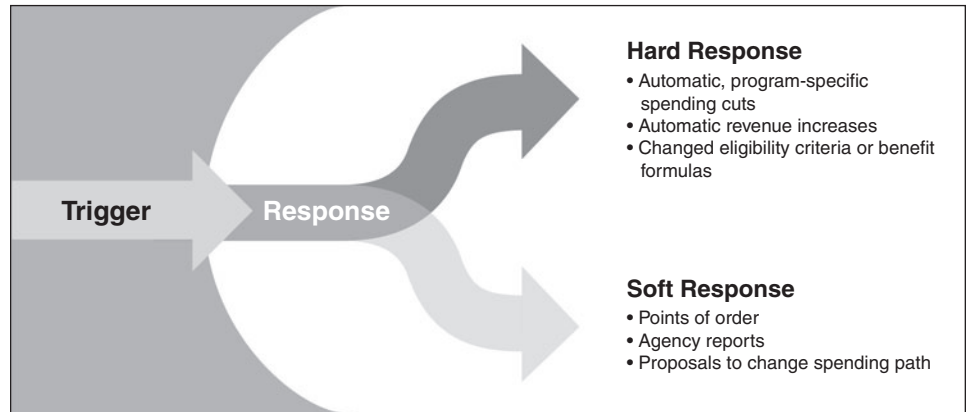 Trigger
Response
Hard Response
• Automatic, program-specific
spending cuts
• Automatic revenue increases
• Changed eligibility criteria or benefit
formulas
Soft Response
• Points of order
• Agency reports
• Proposals to change spending path